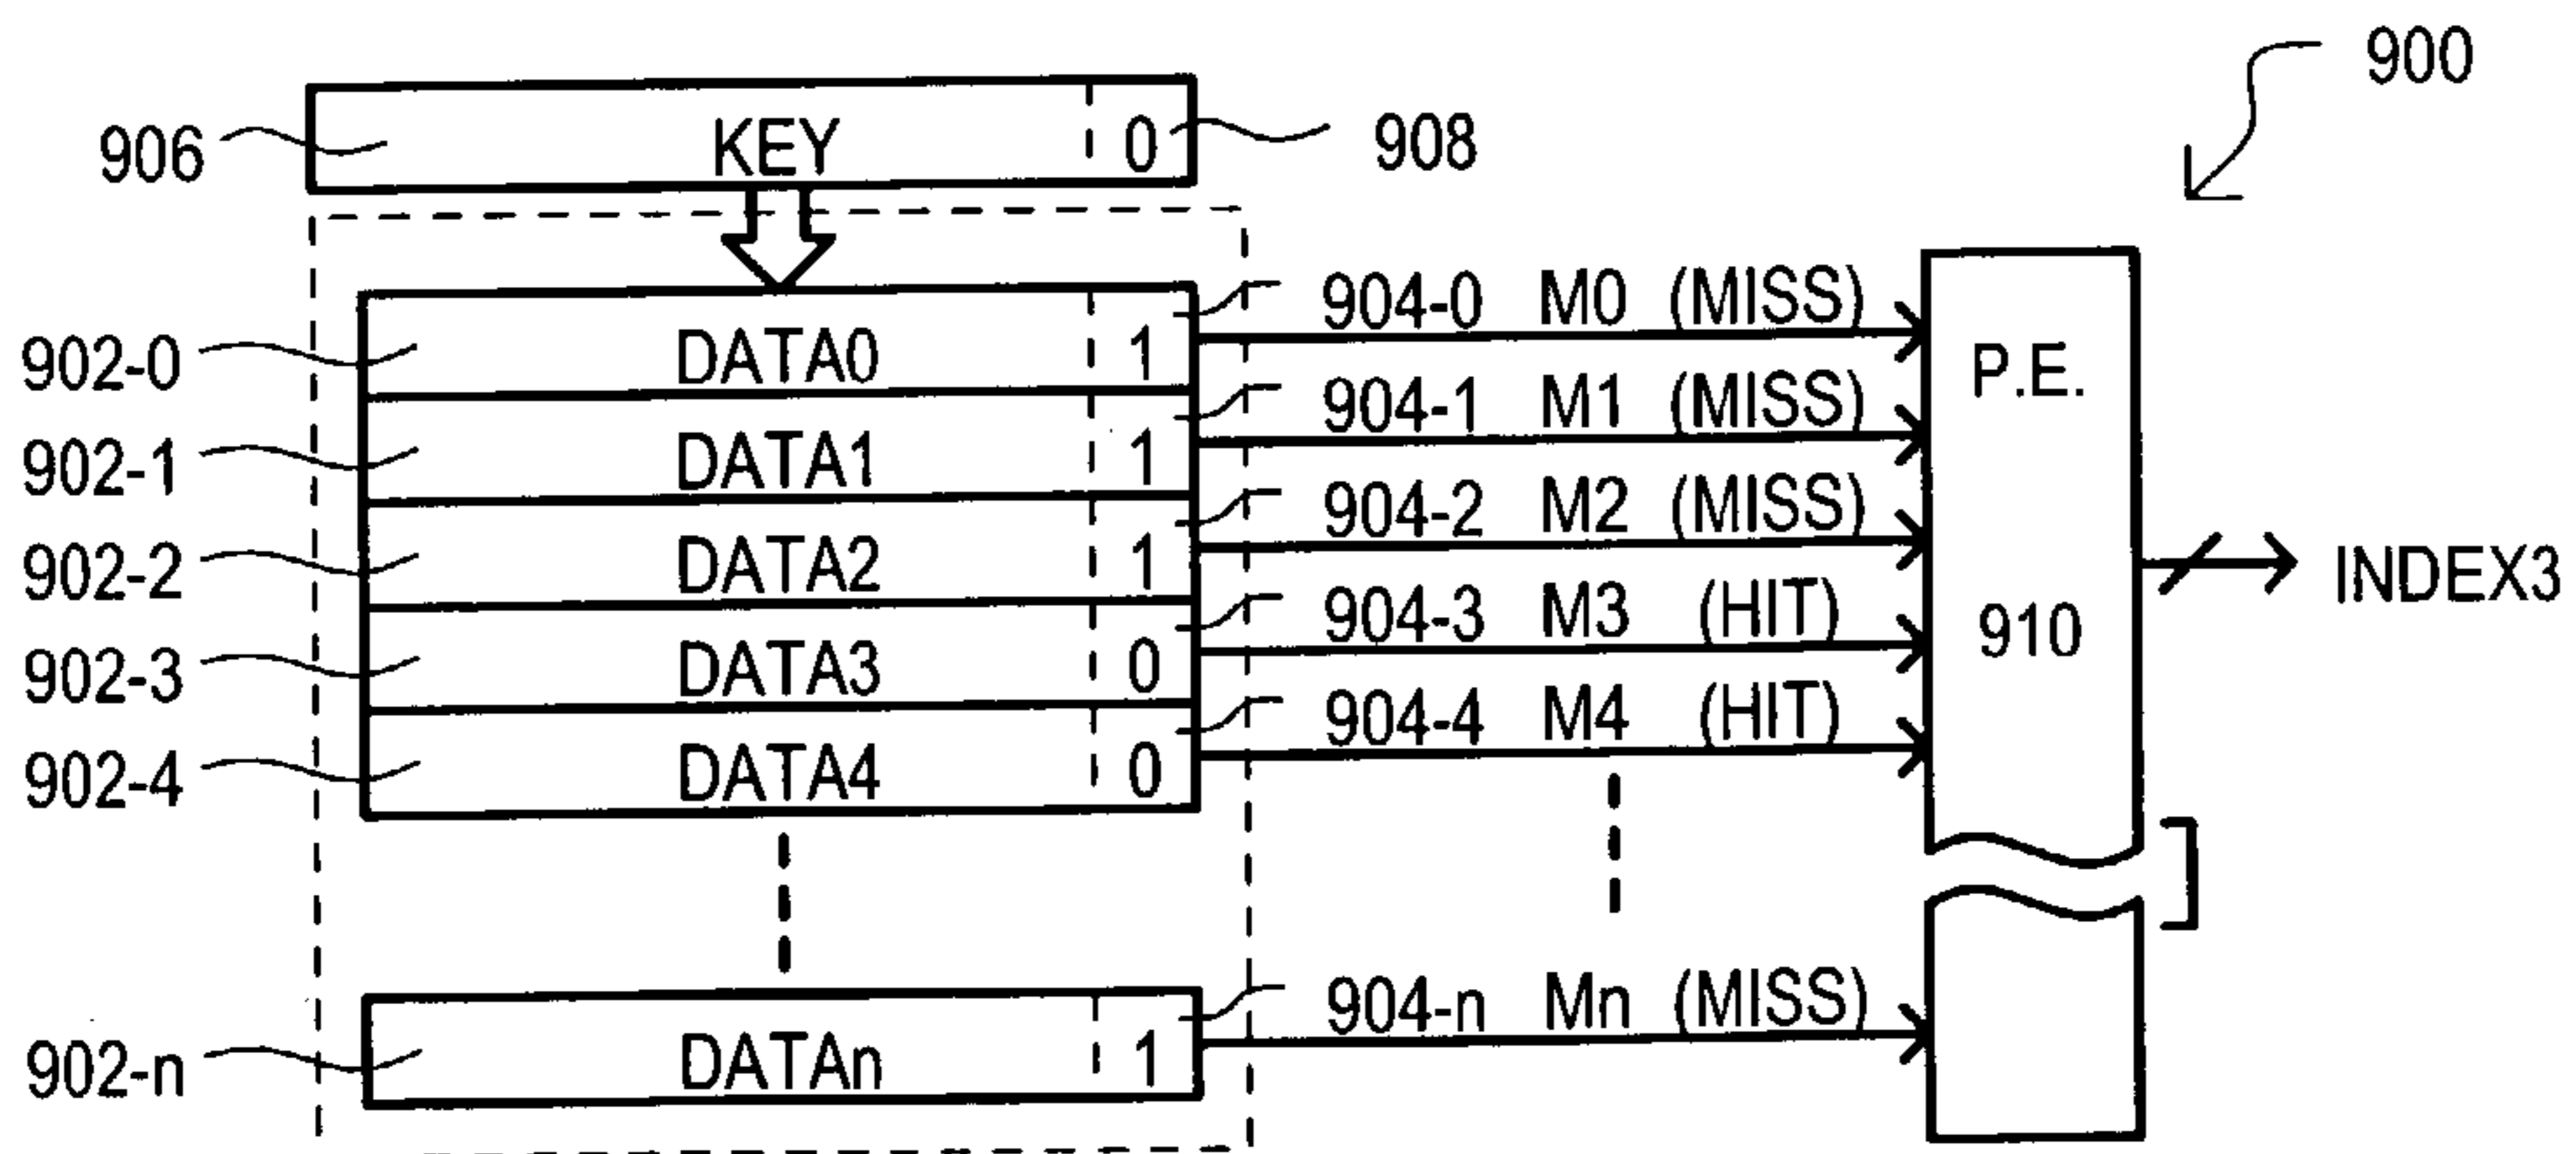 900
906 KEY 0 908
902-0 DATA0 1 904-0 M0 (MISS)
902-1 DATA1 1 904-1 M1 (MISS)
902-2 DATA2 1 904-2 M2 (MISS)
902-3 DATA3 0 904-3 M3 (HIT)
902-4 DATA4 0 904-4 M4 (HIT)
902-n DATAn 1 904-n Mn (MISS)
P.E.
910
INDEX3